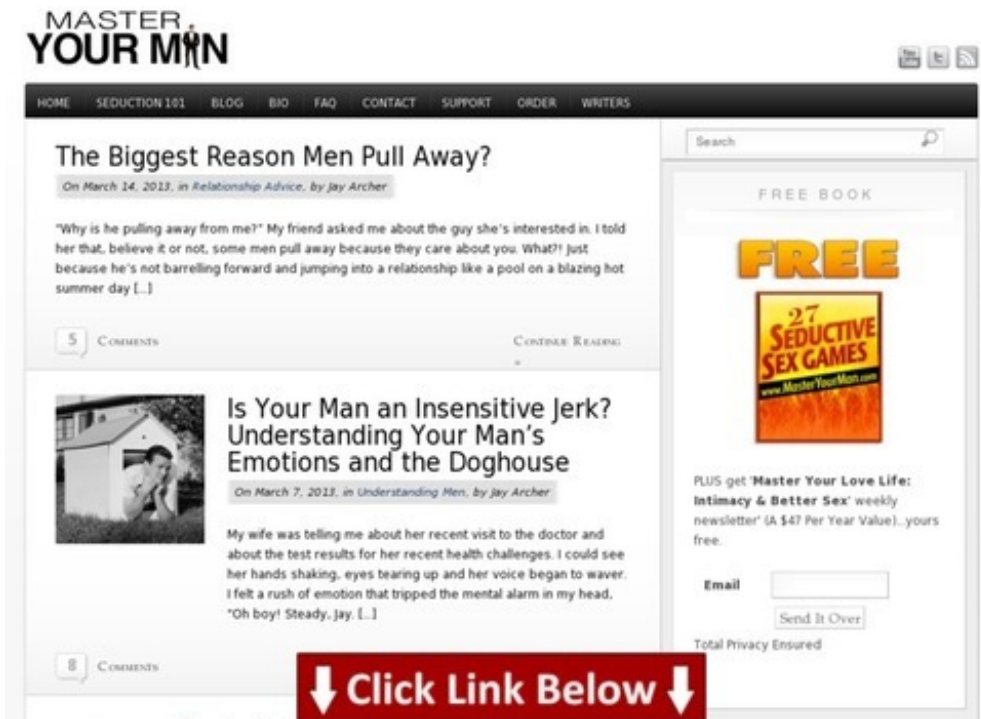 MASTER
YOUR MAN
HOME SEDUCTION 101 BLOG BIO FAQ CONTACT SUPPORT ORDER WRITERS
The Biggest Reason Men Pull Away?
On March 14, 2013, in Relationship Advice, by Jay Archer
"Why is he pulling away from me?" My friend asked me about the guy she's interested in. I told
her that, believe it or not, some men pull away because they care about you. What?! Just
because he's not barrelling forward and jumping into a relationship like a pool on a blazing hot
summer day [...]
5 Comments Continue Reading
»
Is Your Man an Insensitive Jerk?
Understanding Your Man's
Emotions and the Doghouse
On March 7, 2013, in Understanding Men, by Jay Archer
My wife was telling me about her recent visit to the doctor and
about the test results for her recent health challenges. I could see
her hands shaking, eyes tearing up and her voice began to waver.
I felt a rush of emotion that tripped the mental alarm in my head,
"Oh boy! Steady, Jay. [...]
8 Comments
Search
FREE BOOK
FREE
27
SEDUCTIVE
SEX GAMES
www.MasterYourMan.com
PLUS get 'Master Your Love Life:
Intimacy & Better Sex' weekly
newsletter' (A $47 Per Year Value)...yours
free.
Email
Send It Over
Total Privacy Ensured
Click Link Below